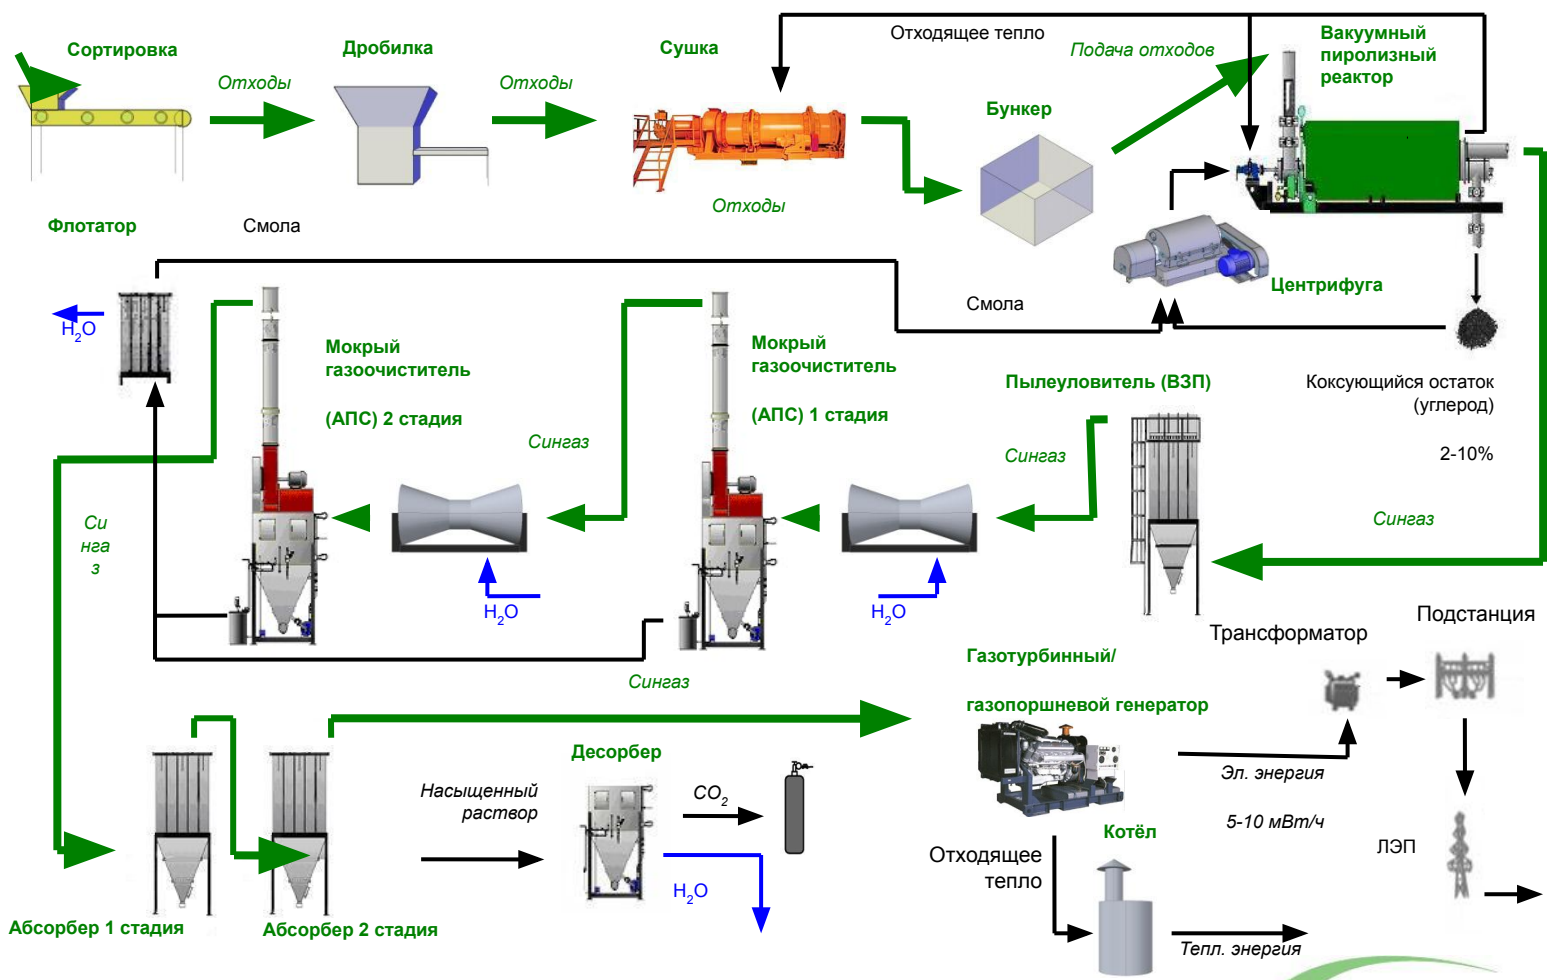 Сортировка
Дробилка
Сушка
Отходящее тепло
Вакуумный
пиролизный
реактор
Отходы
Отходы
Подача отходов
Бункер
Отходы
Флотатор
Смола
Центрифуга
Смола
H₂O
Мокрый
газоочиститель
(АПС) 2 стадия
Мокрый
газоочиститель
(АПС) 1 стадия
Пылеуловитель (ВЗП)
Коксующийся остаток
(углерод)
2-10%
Сингаз
Сингаз
Сингаз
Си
нга
з
H₂O
H₂O
Подстанция
Трансформатор
Газотурбинный/
газопоршневой генератор
Сингаз
Десорбер
Насыщенный
раствор
CO₂
H₂O
Эл. энергия
5-10 мВт/ч
ЛЭП
Котёл
Отходящее
тепло
Тепл. энергия
Абсорбер 1 стадия
Абсорбер 2 стадия